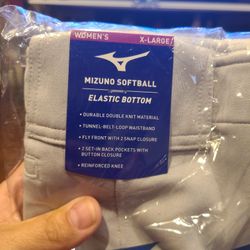 WOMEN'S X-LARGE/
MIZUNO SOFTBALL
ELASTIC BOTTOM
• DURABLE DOUBLE KNIT MATERIAL
• TUNNEL-BELT-LOOP WAISTBAND
• FLY FRONT WITH 2 SNAP CLOSURE
• 2 SET-IN BACK POCKETS WITH
BUTTON CLOSURE
• REINFORCED KNEE